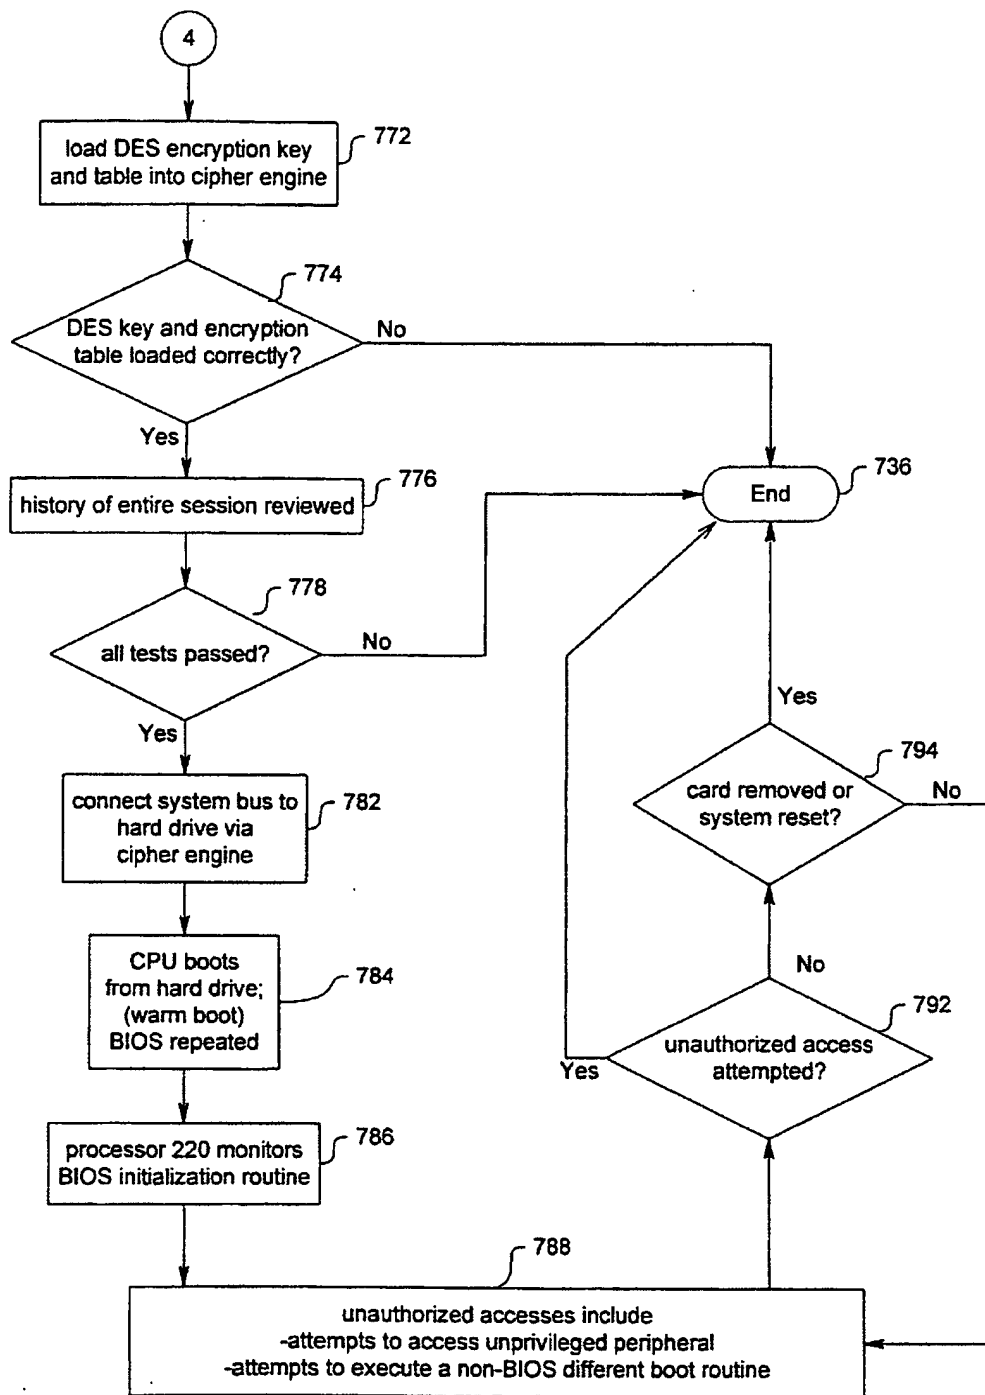 4
load DES encryption key
and table into cipher engine
772
DES key and encryption
table loaded correctly?
774
No
Yes
history of entire session reviewed
776
End
736
all tests passed?
778
No
Yes
connect system bus to
hard drive via
cipher engine
782
CPU boots
from hard drive;
(warm boot)
BIOS repeated
784
processor 220 monitors
BIOS initialization routine
786
unauthorized accesses include
-attempts to access unprivileged peripheral
-attempts to execute a non-BIOS different boot routine
788
unauthorized access
attempted?
792
Yes
No
card removed or
system reset?
794
Yes
No